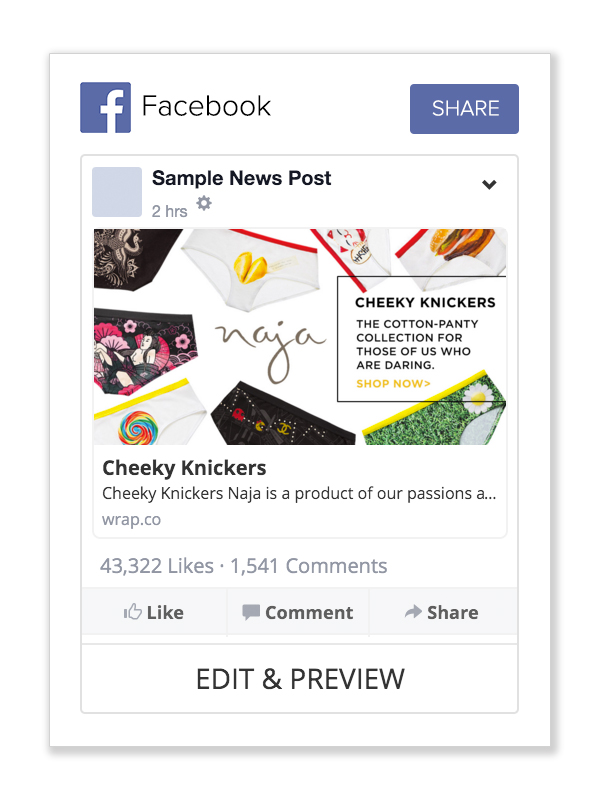 Facebook
SHARE
Sample News Post
2 hrs
naja
CHEEKY KNICKERS
THE COTTON-PANTY
COLLECTION FOR
THOSE OF US WHO
ARE DARING.
SHOP NOW>
Cheeky Knickers
Cheeky Knickers Naja is a product of our passions a...
wrap.co
43,322 Likes · 1,541 Comments
Like
Comment
Share
EDIT & PREVIEW